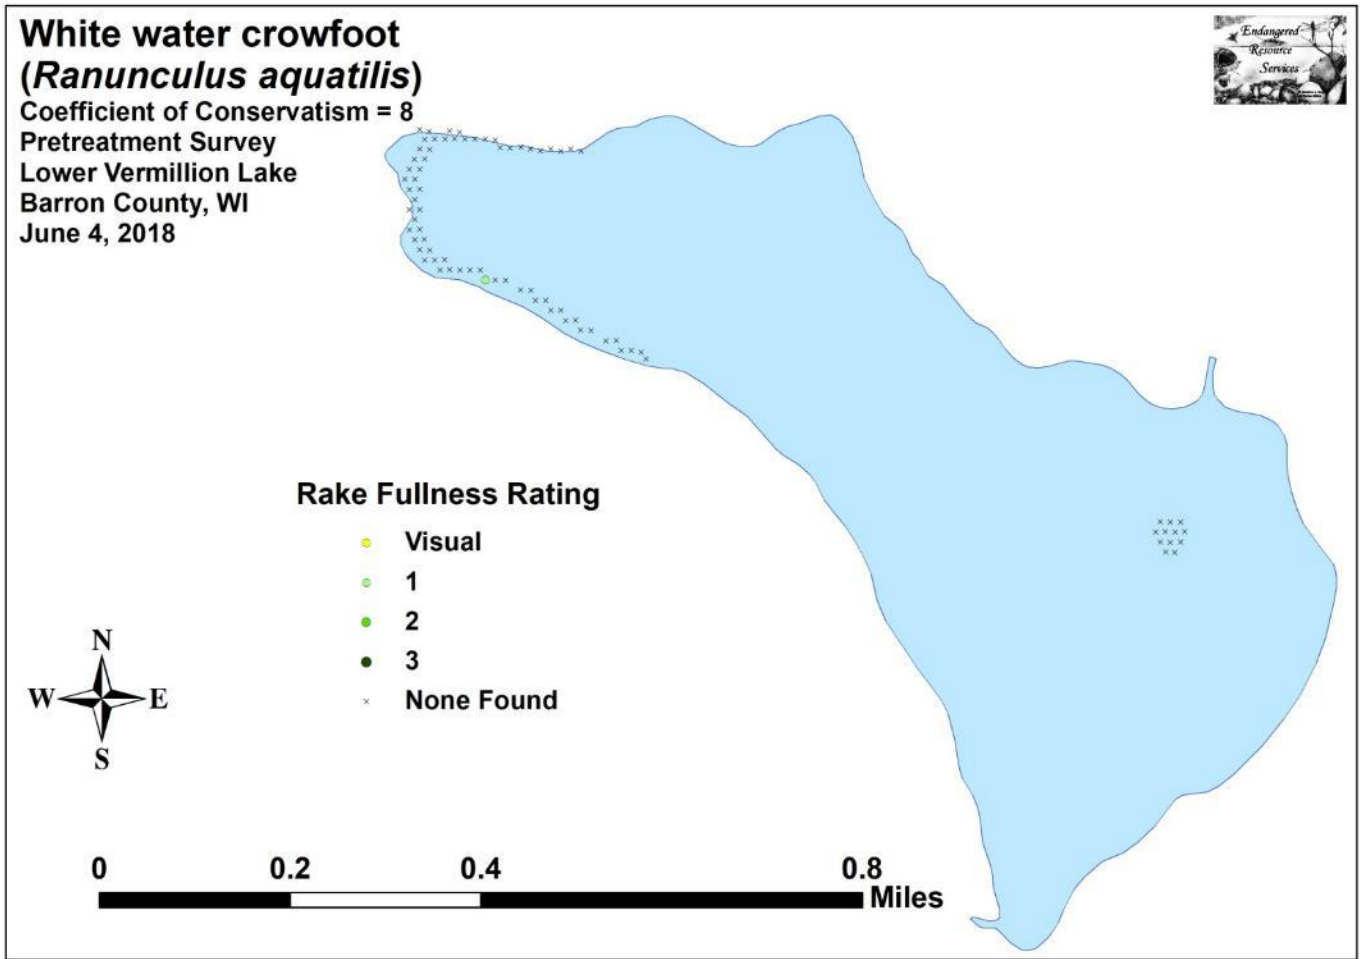 White water crowfoot
(Ranunculus aquatilis)
Coefficient of Conservatism = 8
Pretreatment Survey
Lower Vermillion Lake
Barron County, WI
June 4, 2018
Endangered
Resource
Services
Rake Fullness Rating
Visual
1
2
3
None Found
N
W E
S
0 0.2 0.4 0.8
Miles